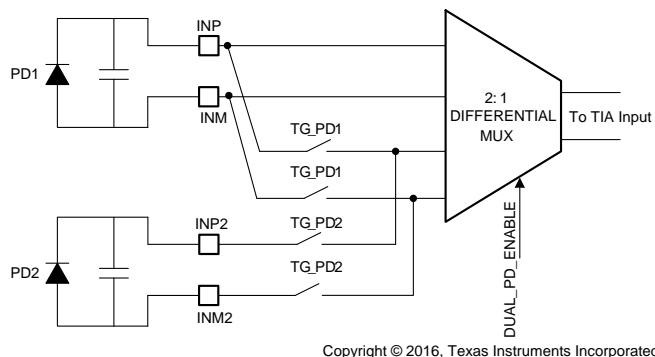 INP
PD1
INM
2: 1
DIFFERENTIAL
MUX
To TIA Input
TG_PD1
TG_PD1
INP2
TG_PD2
TG_PD2
PD2
INM2
DUAL_PD_ENABLE
Copyright © 2016, Texas Instruments Incorporated